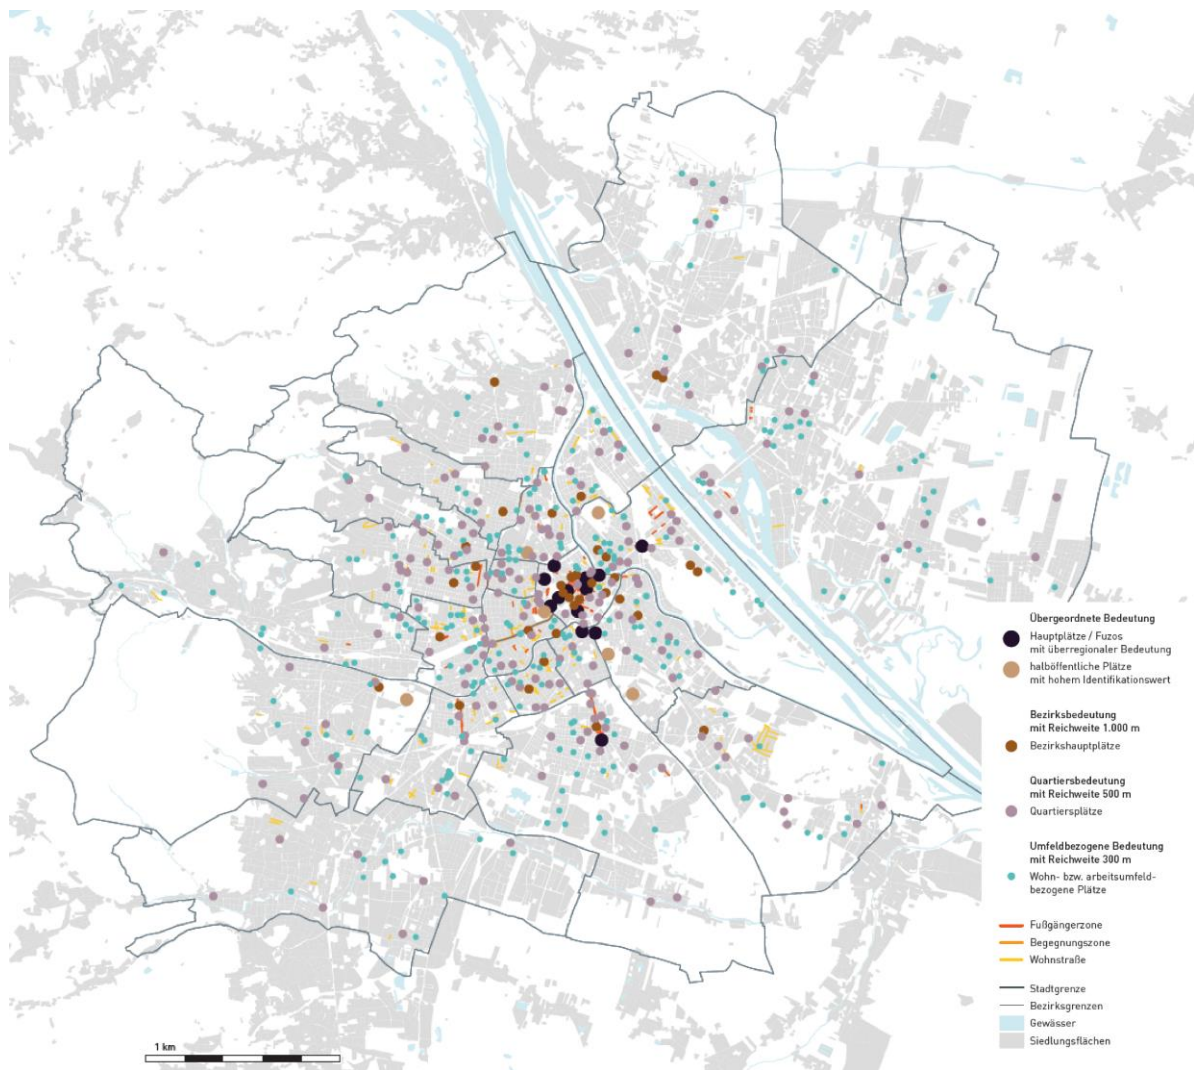 Übergeordnete Bedeutung
Hauptplätze / Fuzos
mit überregionaler Bedeutung
halböffentliche Plätze
mit hohem Identifikationswert
Bezirksbedeutung
mit Reichweite 1.000 m
Bezirkshauptplätze
Quartiersbedeutung
mit Reichweite 500 m
Quartiersplätze
Umfeldbezogene Bedeutung
mit Reichweite 300 m
Wohn- bzw. arbeitsumfeld-
bezogene Plätze
Fußgängerzone
Begegnungszone
Wohnstraße
Stadtgrenze
Bezirksgrenzen
Gewässer
Siedlungsflächen
1 km